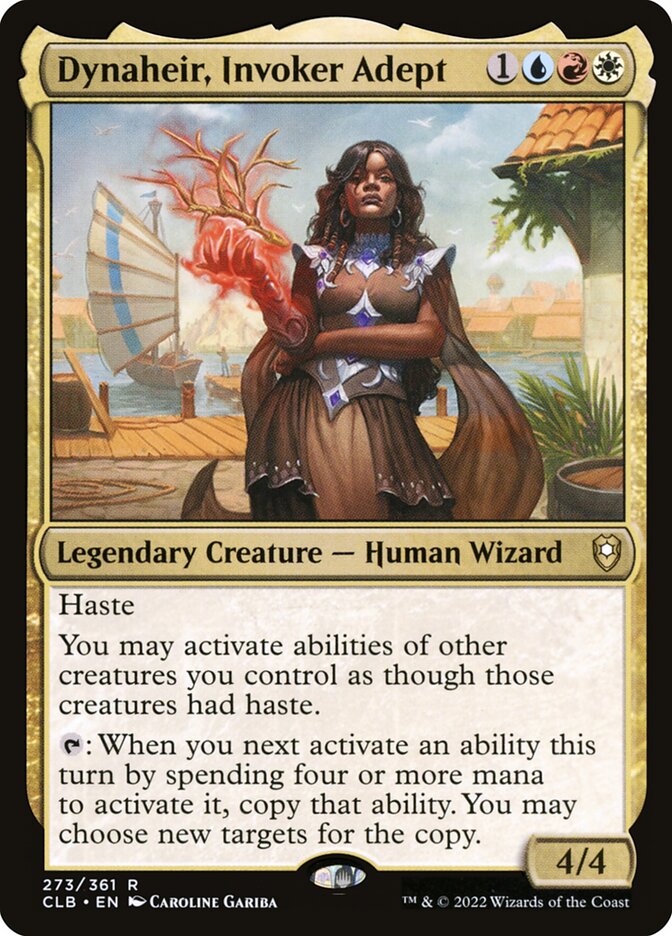 Dynaheir, Invoker Adept 1
Legendary Creature — Human Wizard
Haste
You may activate abilities of other
creatures you control as though those
creatures had haste.
: When you next activate an ability this
turn by spending four or more mana
to activate it, copy that ability. You may
choose new targets for the copy.
4/4
273/361 R
CLB • EN Caroline Gariba
™ & © 2022 Wizards of the Coast